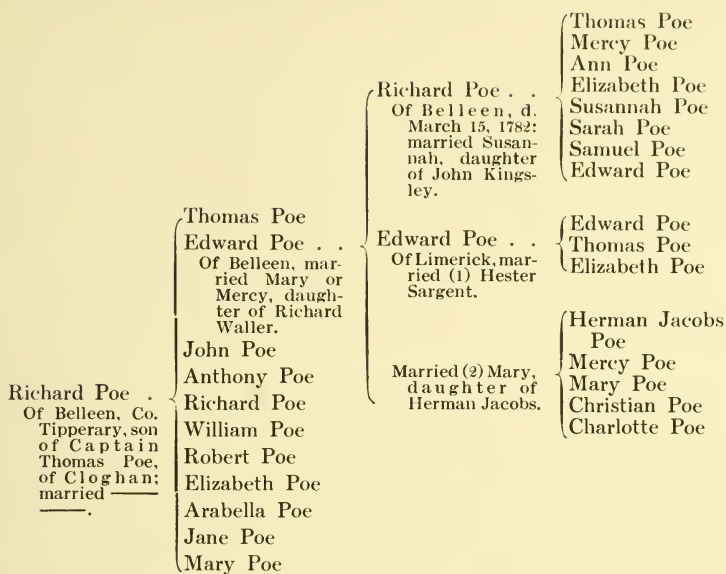 Richard Poe .
Of Belleen, Co.
Tipperary, son
of Captain
Thomas Poe,
of Cloghan;
married ——
——.
Thomas Poe
Edward Poe . .
Of Belleen, mar-
ried Mary or
Mercy, daugh-
ter of Richard
Waller.
John Poe
Anthony Poe
Richard Poe
William Poe
Robert Poe
Elizabeth Poe
Arabella Poe
Jane Poe
Mary Poe
Richard Poe . .
Of Belleen, d.
March 15, 1782:
married Susan-
nah, daughter
of John Kings-
ley.
Edward Poe . .
Of Limerick, mar-
ried (1) Hester
Sargent.
Married (2) Mary,
daughter of
Herman Jacobs.
Thomas Poe
Mercy Poe
Ann Poe
Elizabeth Poe
Susannah Poe
Sarah Poe
Samuel Poe
Edward Poe
Edward Poe
Thomas Poe
Elizabeth Poe
Herman Jacobs
Poe
Mercy Poe
Mary Poe
Christian Poe
Charlotte Poe